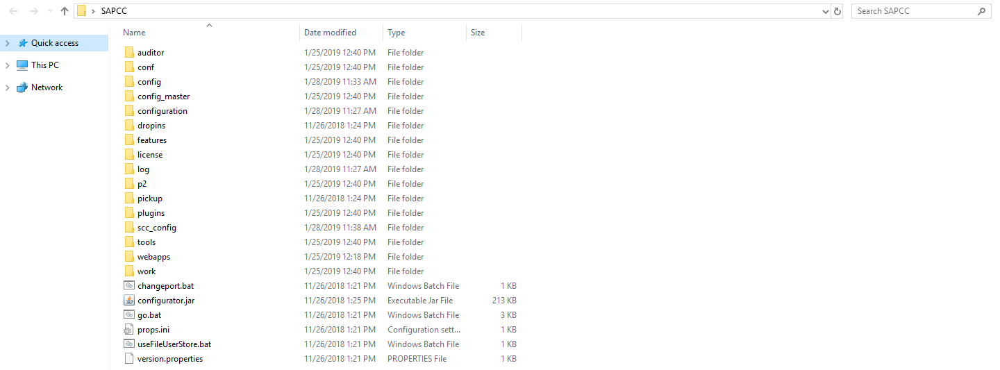 SAPCC
Search SAPCC
Quick access
This PC
Network
Name Date modified Type Size
auditor 1/25/2019 12:40 PM File folder
conf 1/25/2019 12:40 PM File folder
config 1/28/2019 11:33 AM File folder
config_master 1/25/2019 12:40 PM File folder
configuration 1/28/2019 11:27 AM File folder
dropins 11/26/2018 1:24 PM File folder
features 1/25/2019 12:40 PM File folder
license 1/25/2019 12:40 PM File folder
log 1/28/2019 11:27 AM File folder
p2 1/25/2019 12:40 PM File folder
pickup 11/26/2018 1:24 PM File folder
plugins 1/25/2019 12:40 PM File folder
scc_config 1/28/2019 11:38 AM File folder
tools 1/25/2019 12:40 PM File folder
webapps 1/25/2019 12:18 PM File folder
work 1/25/2019 12:40 PM File folder
changeport.bat 11/26/2018 1:21 PM Windows Batch File 1 KB
configurator.jar 11/26/2018 1:25 PM Executable Jar File 213 KB
go.bat 11/26/2018 1:21 PM Windows Batch File 3 KB
props.ini 11/26/2018 1:21 PM Configuration sett... 1 KB
useFileUserStore.bat 11/26/2018 1:21 PM Windows Batch File 1 KB
version.properties 11/26/2018 1:21 PM PROPERTIES File 1 KB